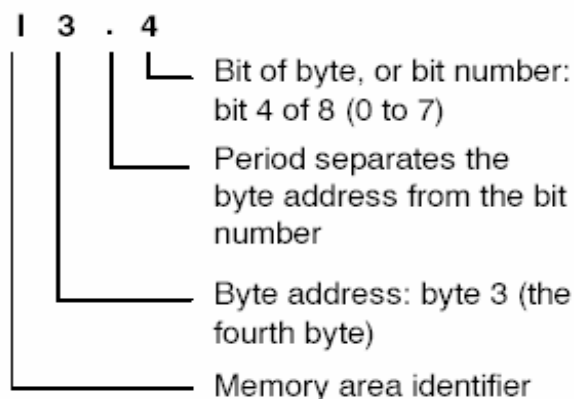 I 3 . 4
Bit of byte, or bit number:
bit 4 of 8 (0 to 7)
Period separates the
byte address from the bit
number
Byte address: byte 3 (the
fourth byte)
Memory area identifier